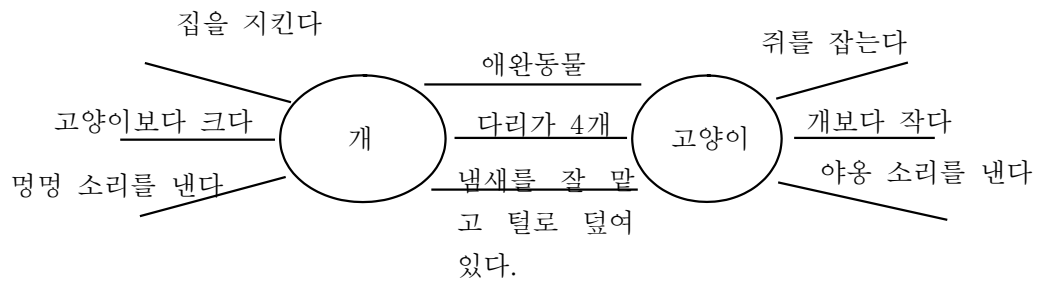 집을 지킨다
고양이보다 크다
멍멍 소리를 낸다
개
애완동물
다리가 4개
냄새를 잘 맡
고 털로 덮여
있다.
고양이
쥐를 잡는다
개보다 작다
야옹 소리를 낸다